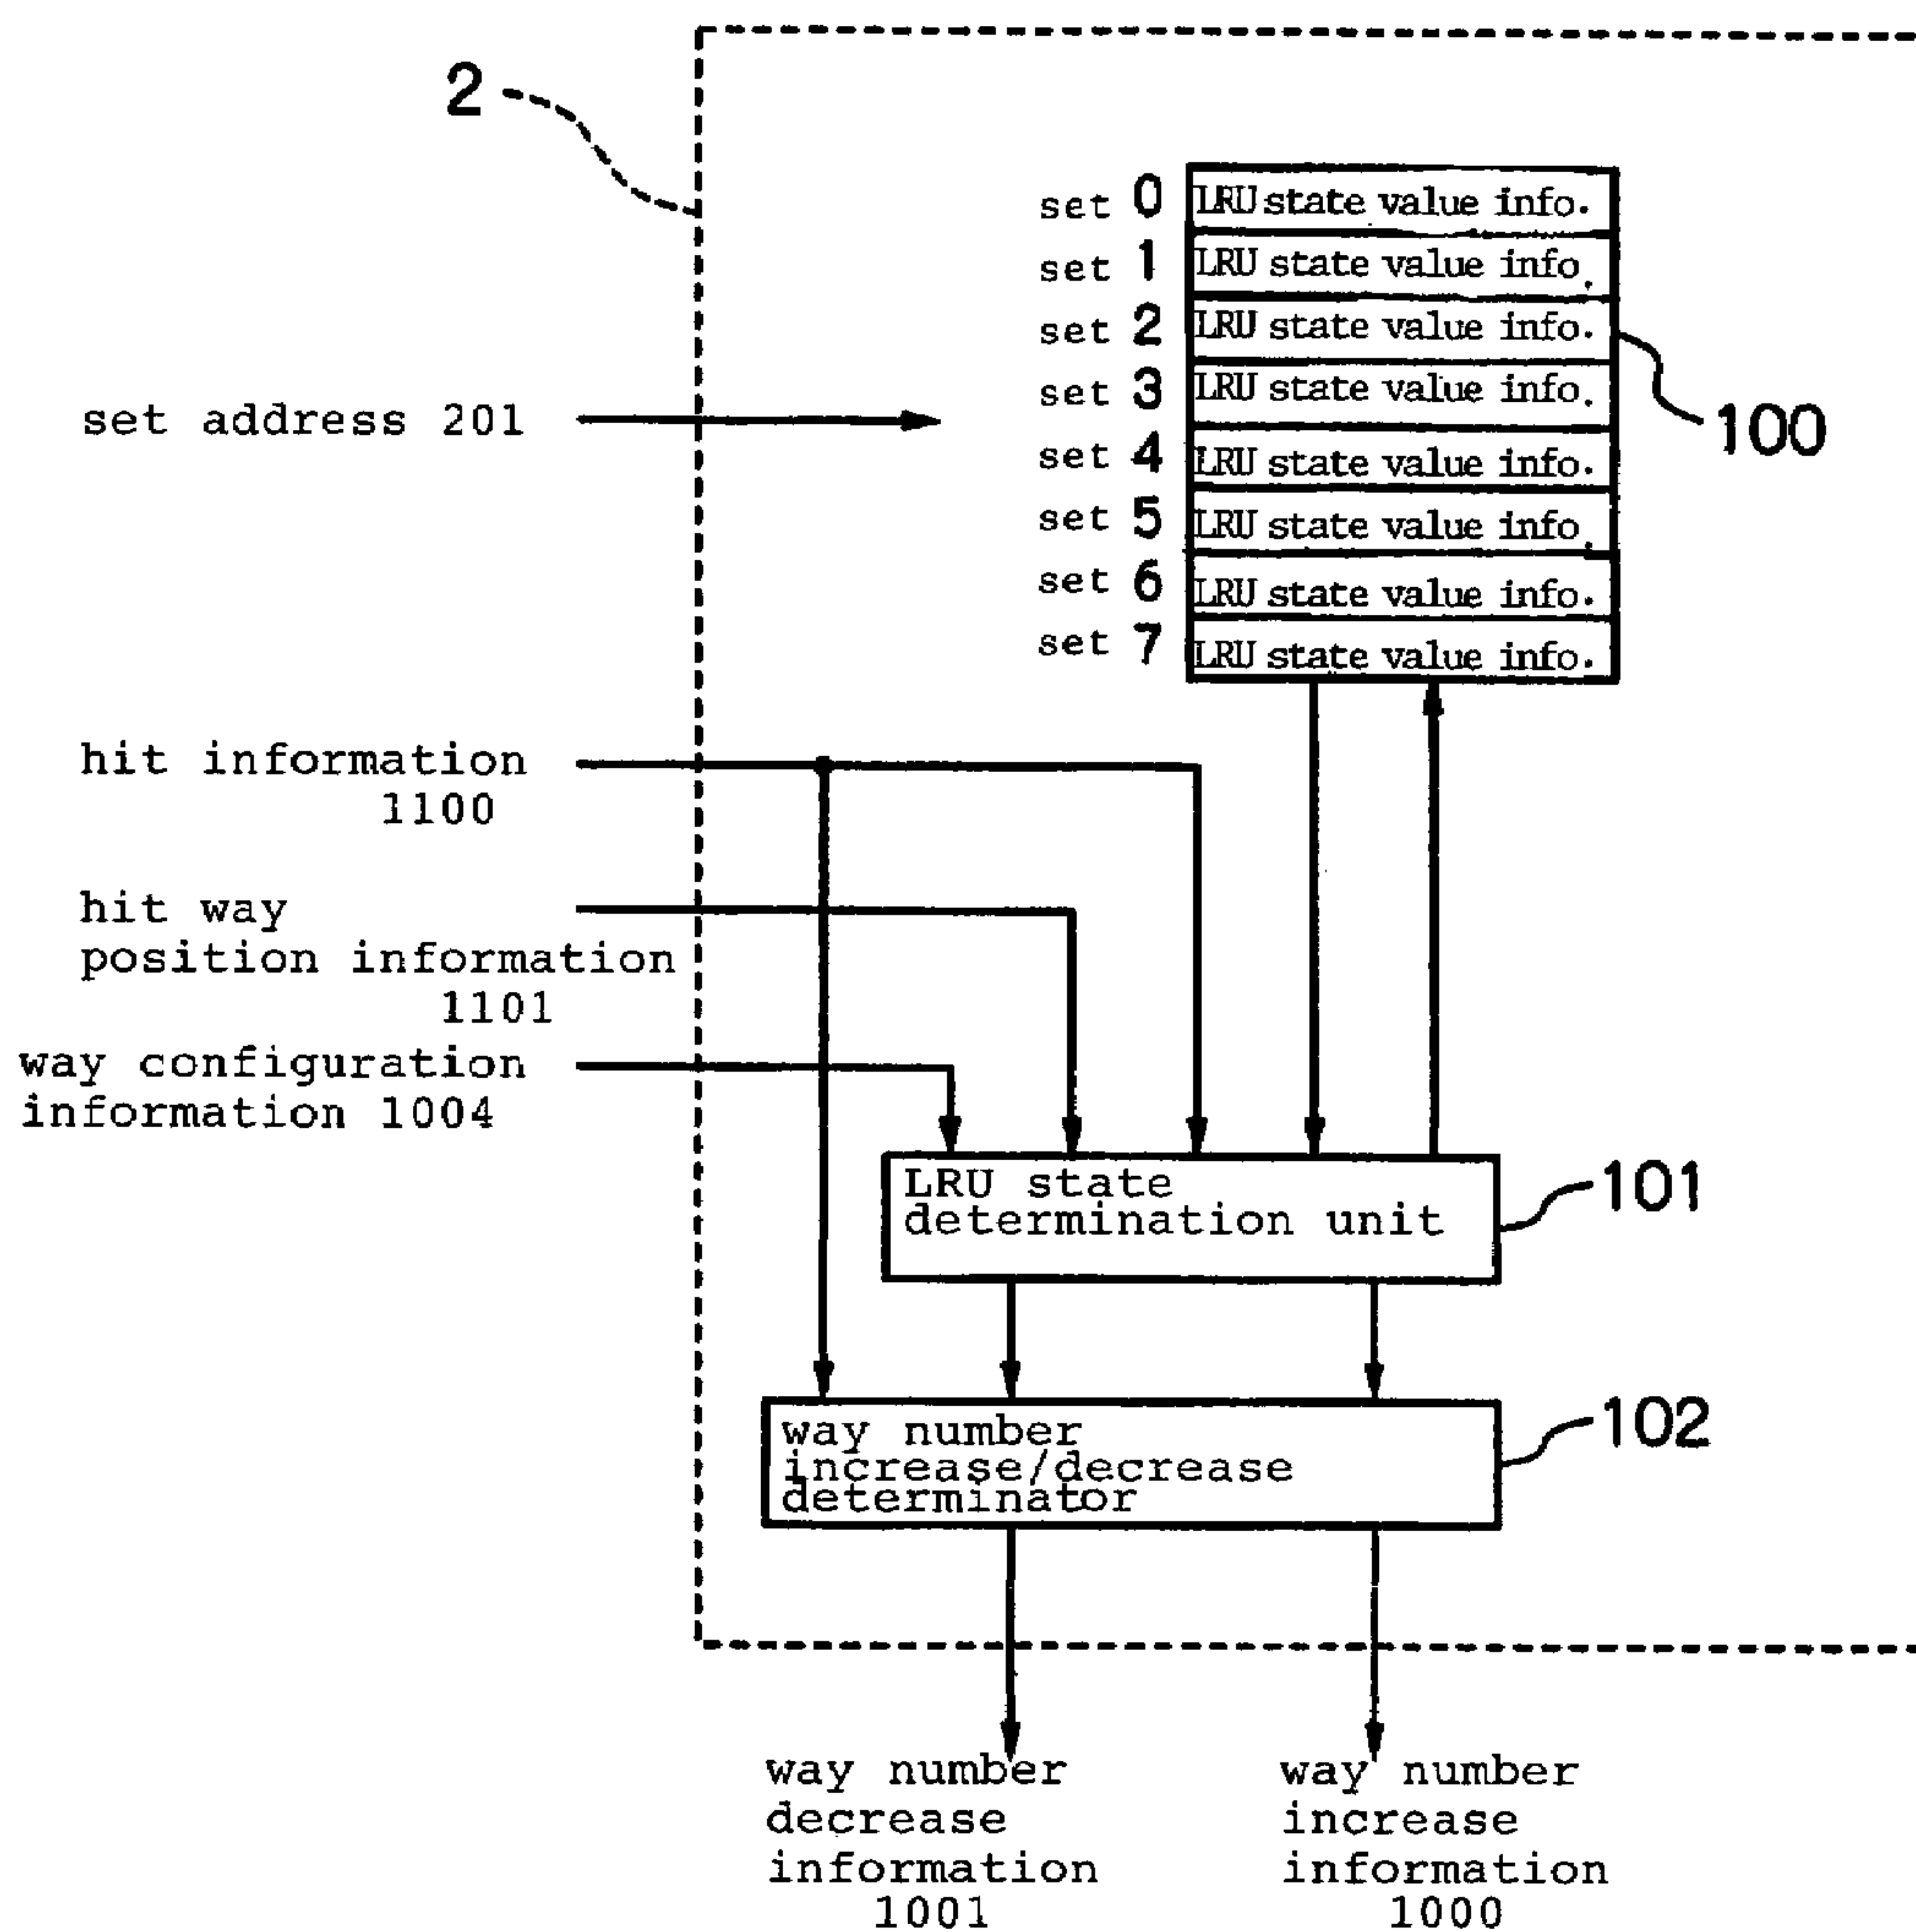 2
set 0 LRU state value info.
set 1 LRU state value info.
set 2 LRU state value info.
set 3 LRU state value info.
set 4 LRU state value info.
set 5 LRU state value info.
set 6 LRU state value info.
set 7 LRU state value info.
100
set address 201
hit information
1100
hit way
position information
1101
way configuration
information 1004
LRU state
determination unit
101
way number
increase/decrease
determinator
102
way number
decrease
information
1001
way number
increase
information
1000